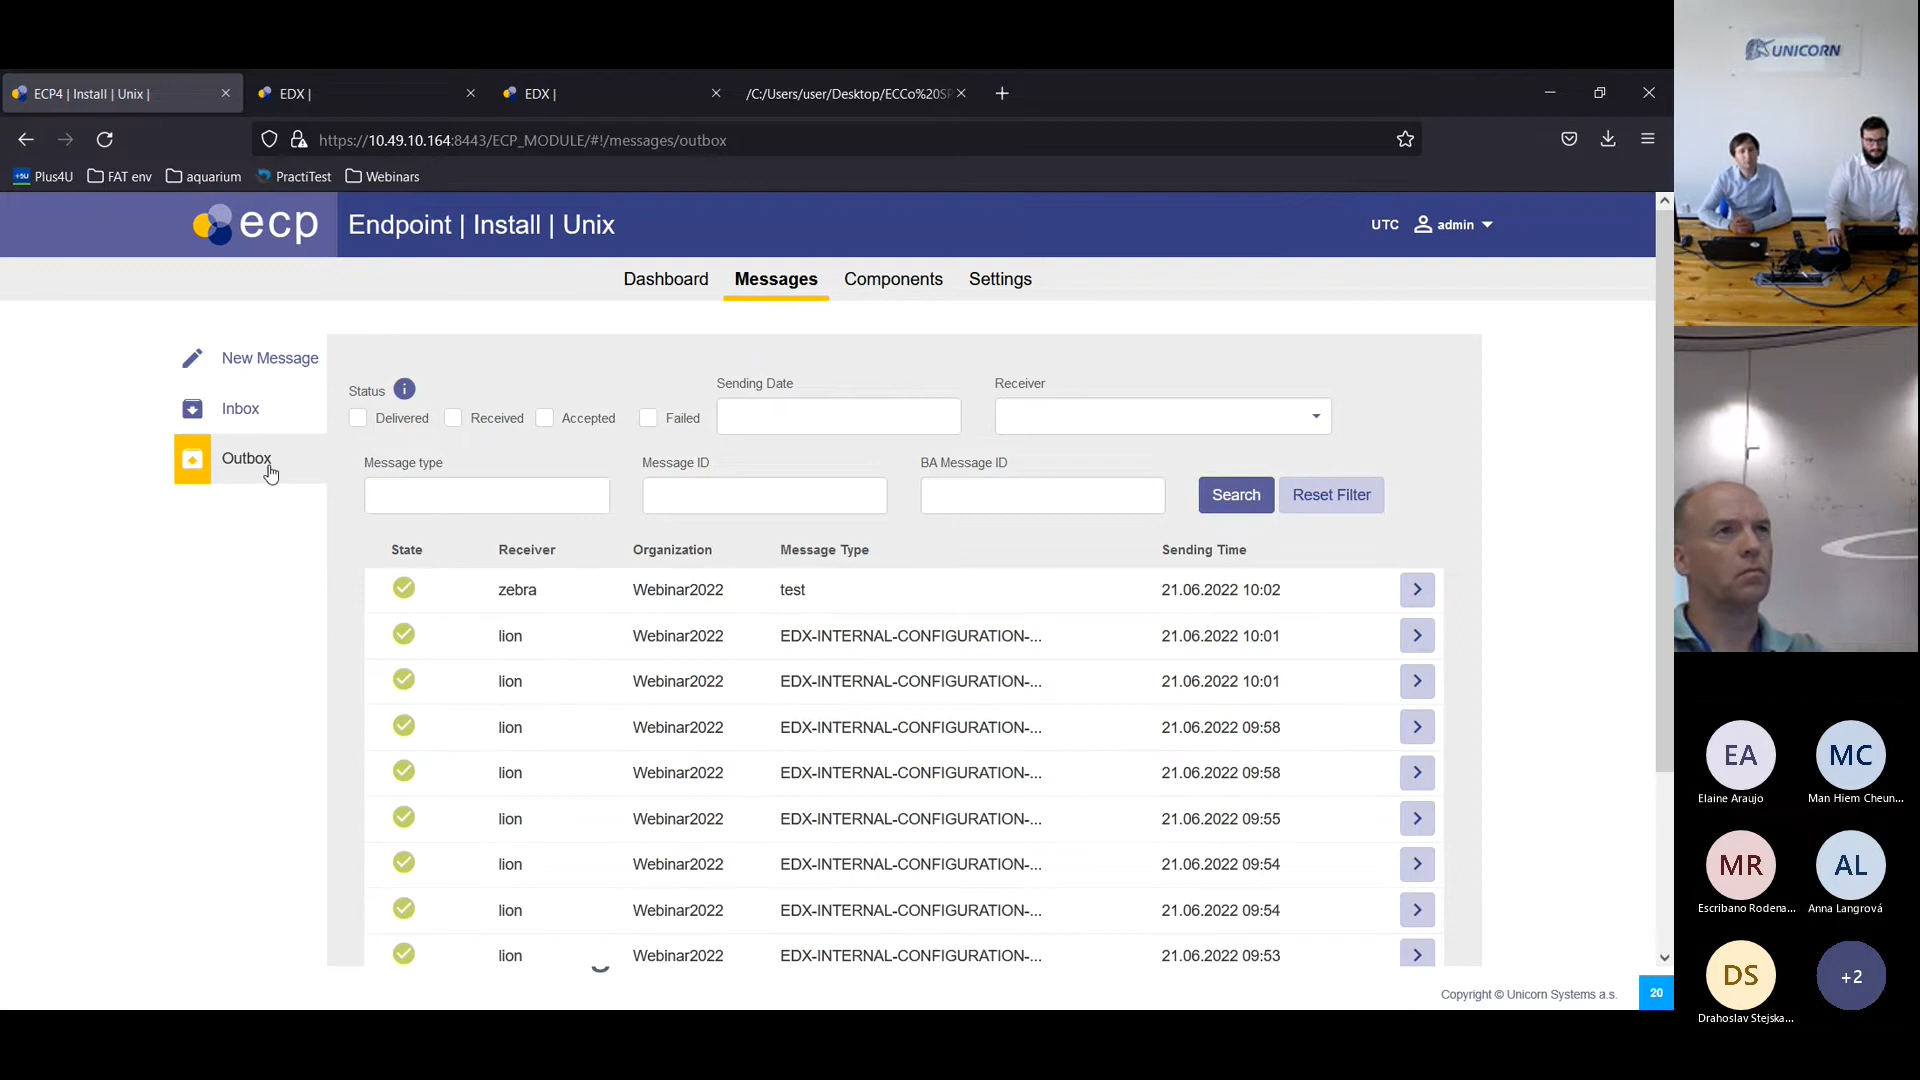 UNICORN
ECP4 | Install | Unix |
EDX |
EDX |
/C:/Users/user/Desktop/ECCo%20SP
https://10.49.10.164:8443/ECP_MODULE/#!/messages/outbox
+5U Plus4U
FAT env
aquarium
PractiTest
Webinars
ecp
Endpoint | Install | Unix
UTC
admin
Dashboard
Messages
Components
Settings
New Message
Inbox
Outbox
Status
i
Delivered
Received
Accepted
Failed
Sending Date
Receiver
Message type
Message ID
BA Message ID
Search
Reset Filter
State Receiver Organization Message Type Sending Time
zebra Webinar2022 test 21.06.2022 10:02
lion Webinar2022 EDX-INTERNAL-CONFIGURATION-... 21.06.2022 10:01
lion Webinar2022 EDX-INTERNAL-CONFIGURATION-... 21.06.2022 10:01
lion Webinar2022 EDX-INTERNAL-CONFIGURATION-... 21.06.2022 09:58
lion Webinar2022 EDX-INTERNAL-CONFIGURATION-... 21.06.2022 09:58
lion Webinar2022 EDX-INTERNAL-CONFIGURATION-... 21.06.2022 09:55
lion Webinar2022 EDX-INTERNAL-CONFIGURATION-... 21.06.2022 09:54
lion Webinar2022 EDX-INTERNAL-CONFIGURATION-... 21.06.2022 09:54
lion Webinar2022 EDX-INTERNAL-CONFIGURATION-... 21.06.2022 09:53
Copyright © Unicorn Systems a.s.
20
EA
Elaine Araujo
MC
Man Hiem Cheun...
MR
Escribano Rodena...
AL
Anna Langrová
DS
Drahoslav Stejska...
+2